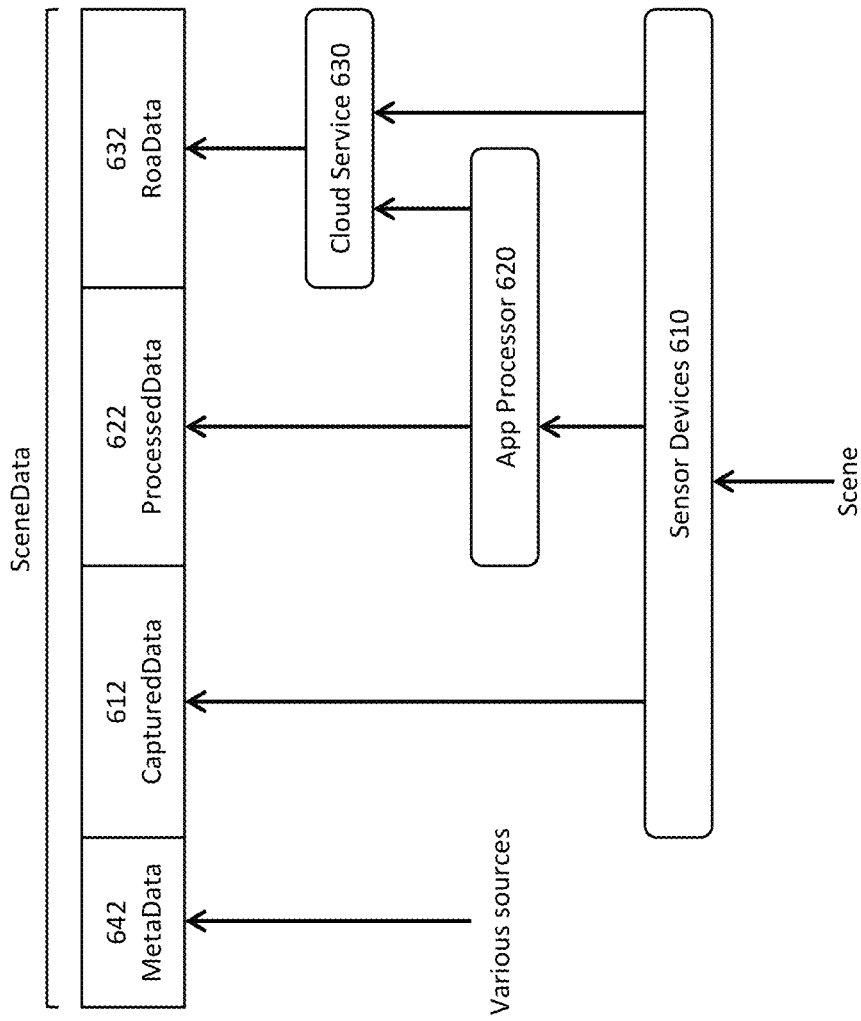 SceneData
642
MetaData
612
CapturedData
622
ProcessedData
632
RoaData
Cloud Service 630
App Processor 620
Various sources
Sensor Devices 610
Scene